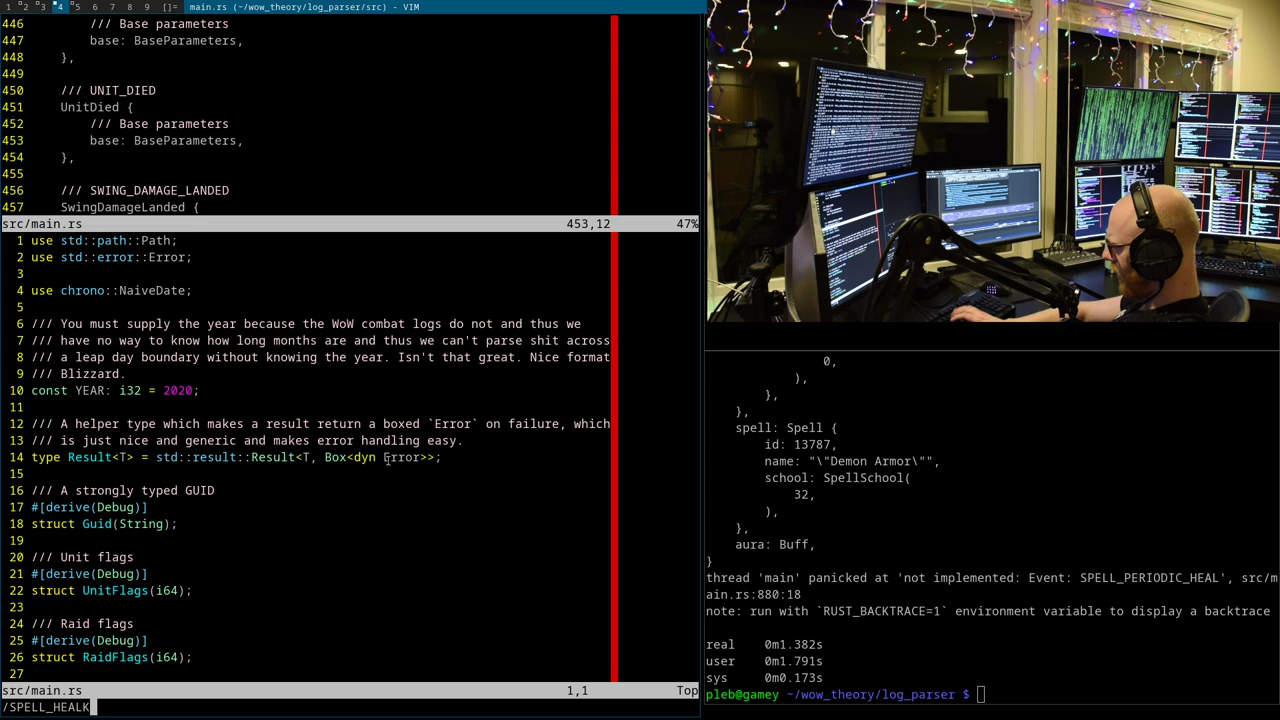 1 2 3 4 5 6 7 8 9 []= main.rs (~/wow_theory/log_parser/src) - VIM
446         /// Base parameters
447         base: BaseParameters,
448     },
449
450     /// UNIT_DIED
451     UnitDied {
452         /// Base parameters
453         base: BaseParameters,
454     },
455
456     /// SWING_DAMAGE_LANDED
457     SwingDamageLanded {
src/main.rs 453,12 47%
1 use std::path::Path;
2 use std::error::Error;
3
4 use chrono::NaiveDate;
5
6 /// You must supply the year because the WoW combat logs do not and thus we
7 /// have no way to know how long months are and thus we can't parse shit across
8 /// a leap day boundary without knowing the year. Isn't that great. Nice format
9 /// Blizzard.
10 const YEAR: i32 = 2020;
11
12 /// A helper type which makes a result return a boxed `Error` on failure, which
13 /// is just nice and generic and makes error handling easy.
14 type Result<T> = std::result::Result<T, Box<dyn Error>>;
15
16 /// A strongly typed GUID
17 #[derive(Debug)]
18 struct Guid(String);
19
20 /// Unit flags
21 #[derive(Debug)]
22 struct UnitFlags(i64);
23
24 /// Raid flags
25 #[derive(Debug)]
26 struct RaidFlags(i64);
27
src/main.rs 1,1 Top
/SPELL_HEALK
                0,
            ),
        },
    },
    spell: Spell {
        id: 13787,
        name: "\"Demon Armor\"",
        school: SpellSchool(
            32,
        ),
    },
    aura: Buff,
}
thread 'main' panicked at 'not implemented: Event: SPELL_PERIODIC_HEAL', src/m
ain.rs:880:18
note: run with `RUST_BACKTRACE=1` environment variable to display a backtrace
real    0m1.382s
user    0m1.791s
sys     0m0.173s
pleb@gamey ~/wow_theory/log_parser $